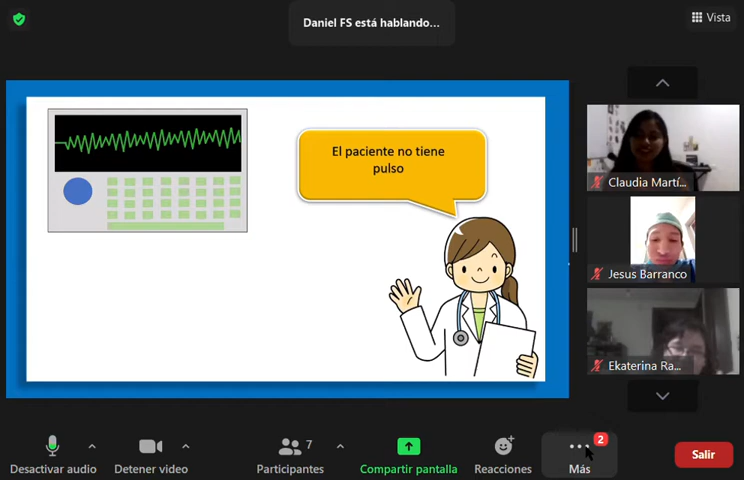 Daniel FS está hablando...
Vista
El paciente no tiene
pulso
Claudia Martí...
Jesus Barranco
Ekaterina Ra...
7
2
Desactivar audio
Detener video
Participantes
Compartir pantalla
Reacciones
Más
Salir